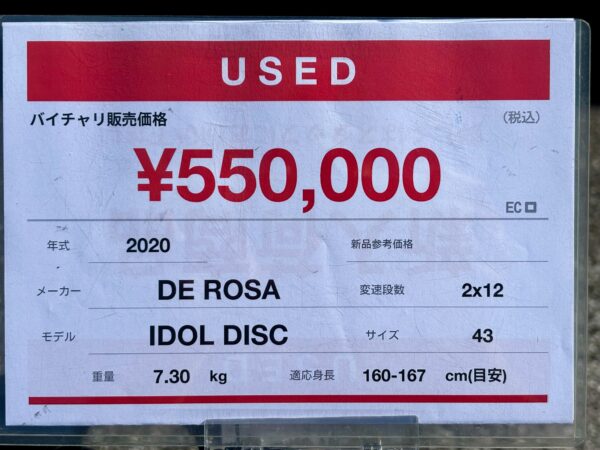 USED
バイチャリ販売価格 (税込)
¥550,000
EC
年式 2020 新品参考価格
メーカー DE ROSA 変速段数 2x12
モデル IDOL DISC サイズ 43
重量 7.30 kg 適応身長 160-167 cm(目安)